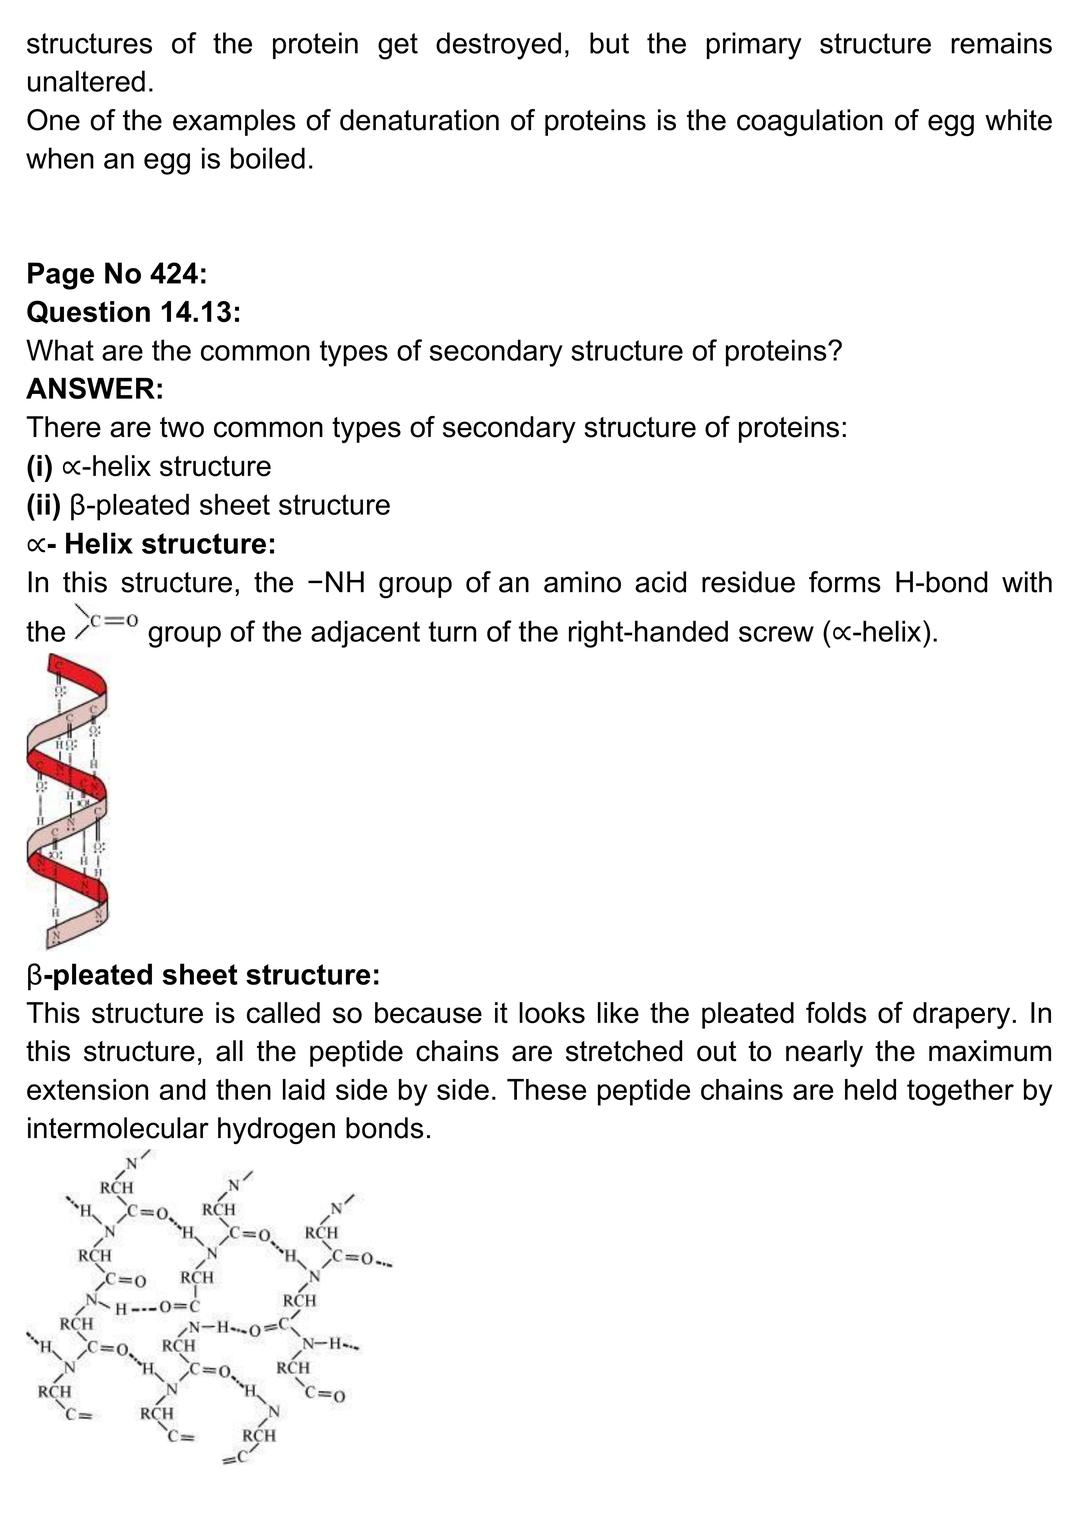 structures of the protein get destroyed, but the primary structure remains
unaltered.
One of the examples of denaturation of proteins is the coagulation of egg white
when an egg is boiled.
Page No 424:
Question 14.13:
What are the common types of secondary structure of proteins?
ANSWER:
There are two common types of secondary structure of proteins:
(i) ∝-helix structure
(ii) β-pleated sheet structure
∝- Helix structure:
In this structure, the −NH group of an amino acid residue forms H-bond with
the C=O group of the adjacent turn of the right-handed screw (∝-helix).
β-pleated sheet structure:
This structure is called so because it looks like the pleated folds of drapery. In
this structure, all the peptide chains are stretched out to nearly the maximum
extension and then laid side by side. These peptide chains are held together by
intermolecular hydrogen bonds.
N
RCH N
H C=O RCH N
N H C=O RCH
RCH N H C=O
C=O RCH N
N H O=C RCH
RCH N-H O=C
H C=O RCH N-H
N H C=O RCH
RCH N H C=O
C= RCH N
C= RCH
=C